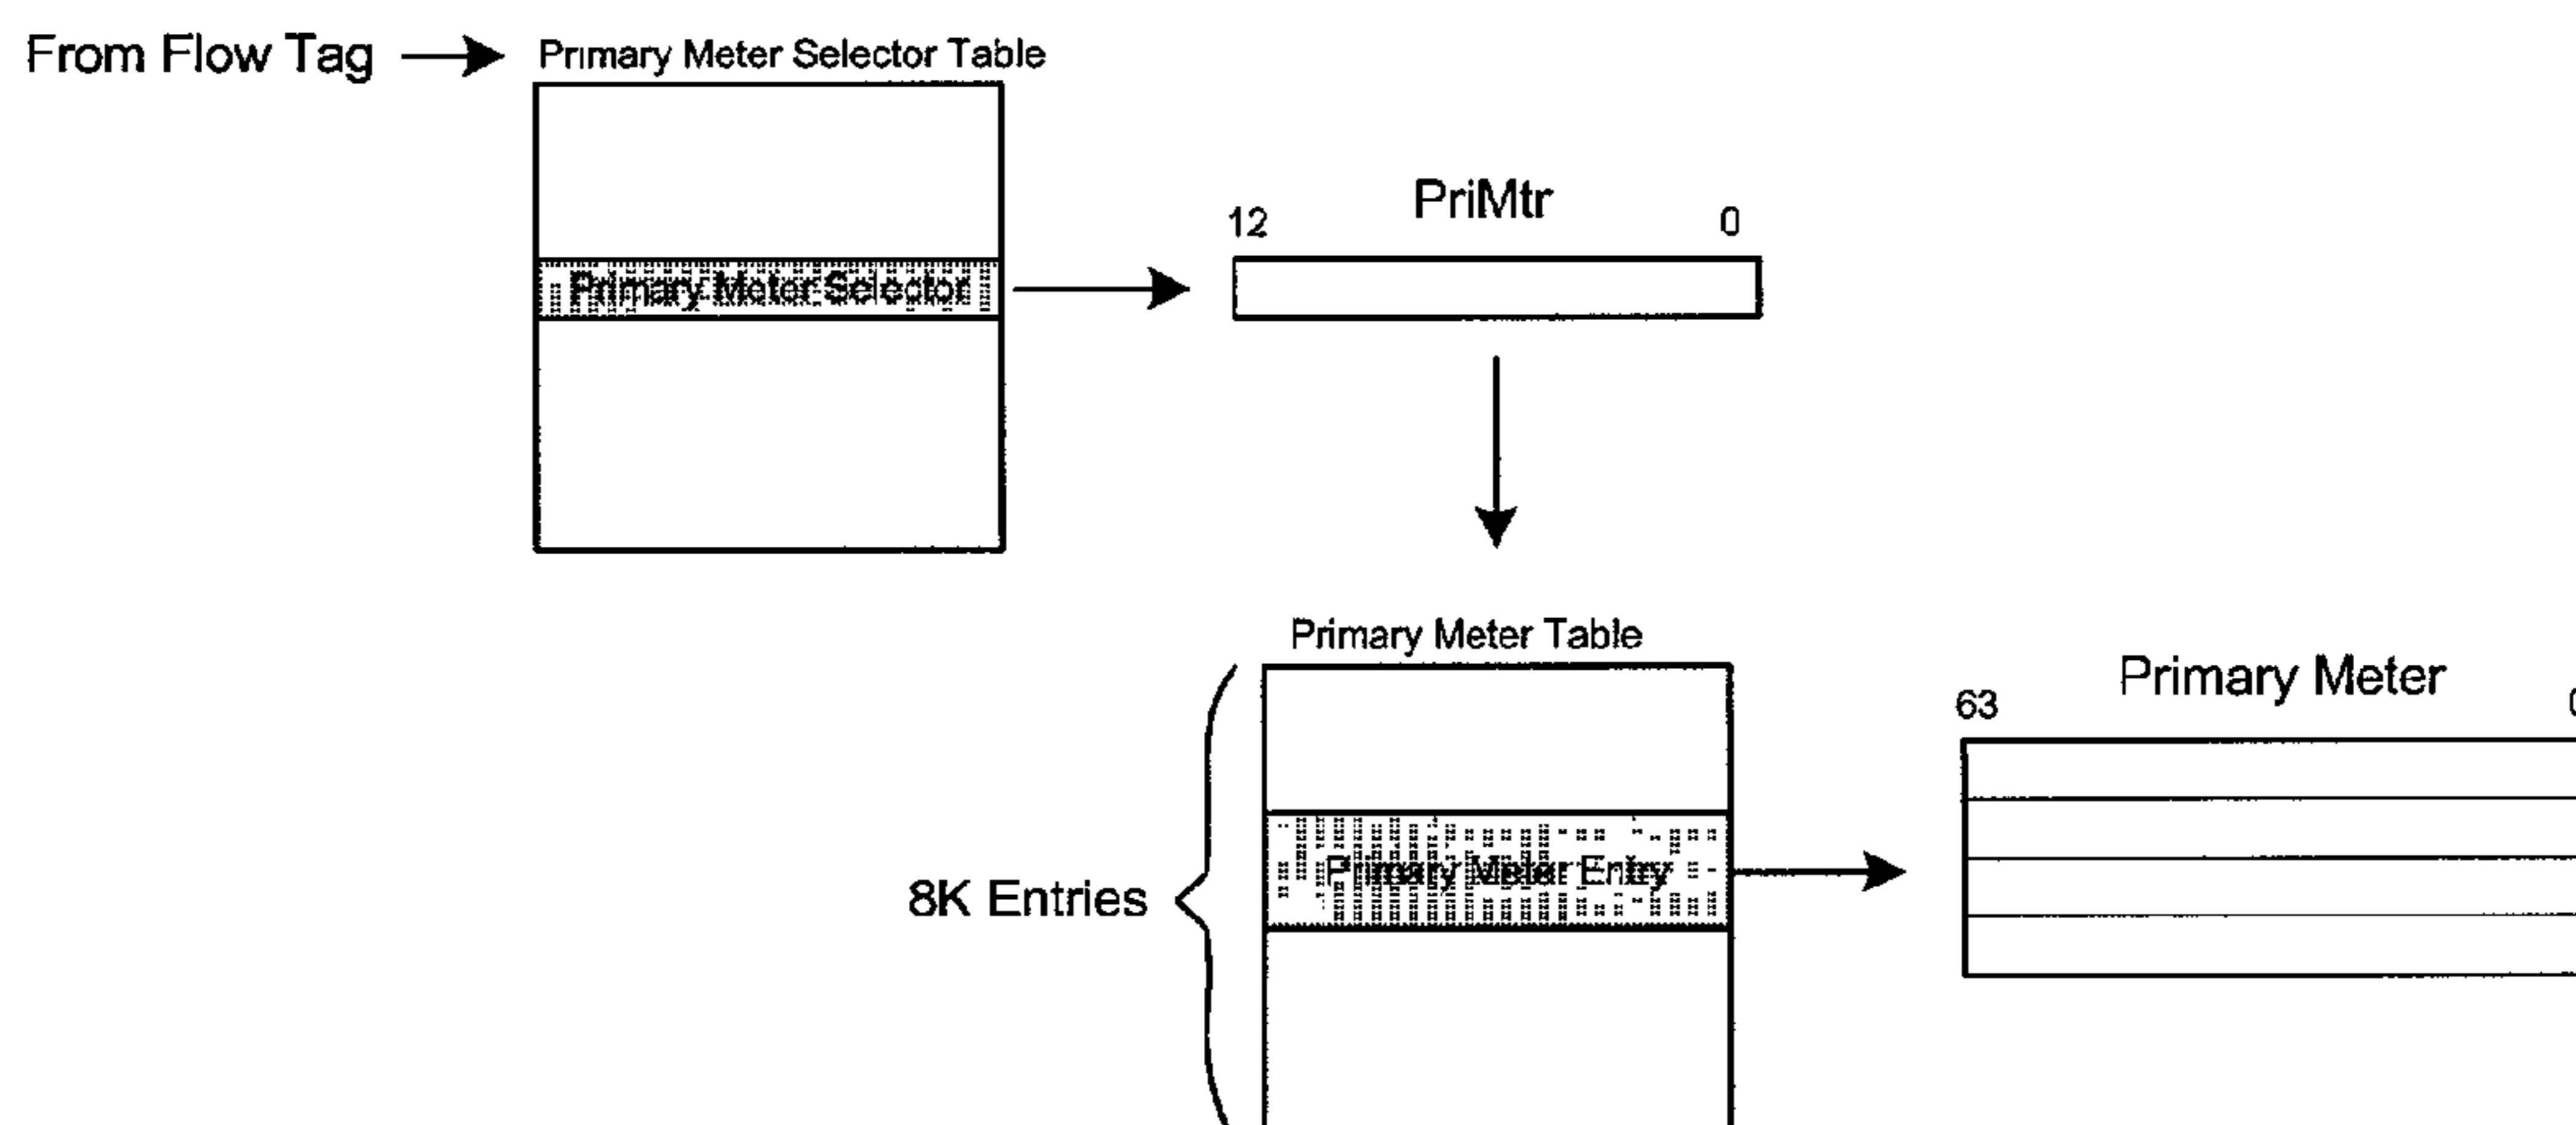 From Flow Tag
Primary Meter Selector Table
Primary Meter Selector
PriMtr
12
0
Primary Meter Table
Primary Meter
63
0
8K Entries
Primary Meter Entry